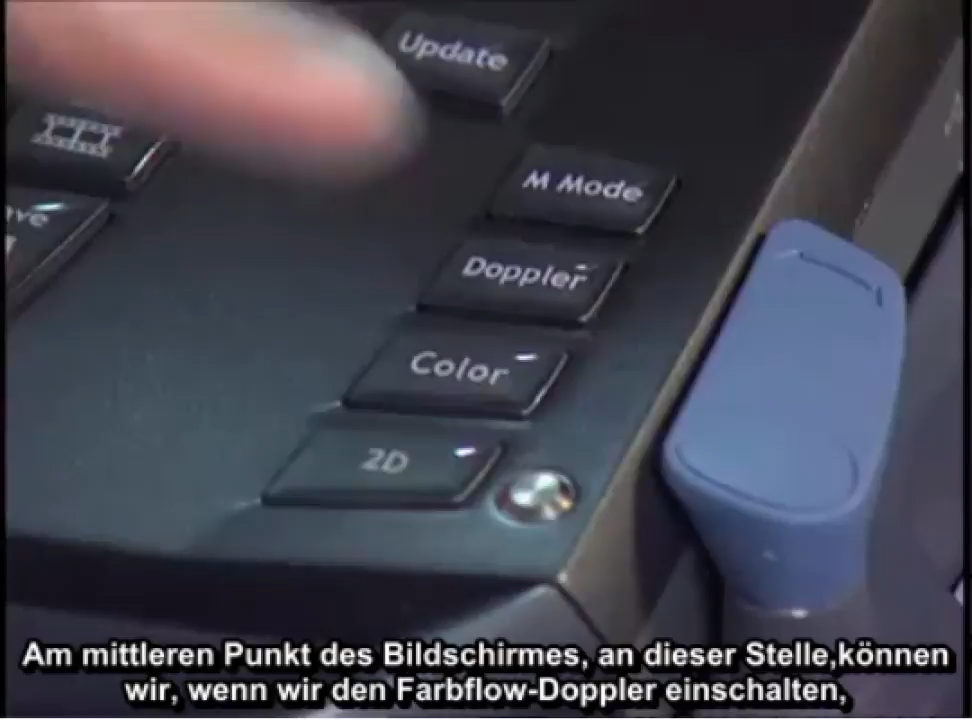 Update
M Mode
Doppler
Color
2D
Am mittleren Punkt des Bildschirmes, an dieser Stelle,können
wir, wenn wir den Farbflow-Doppler einschalten,